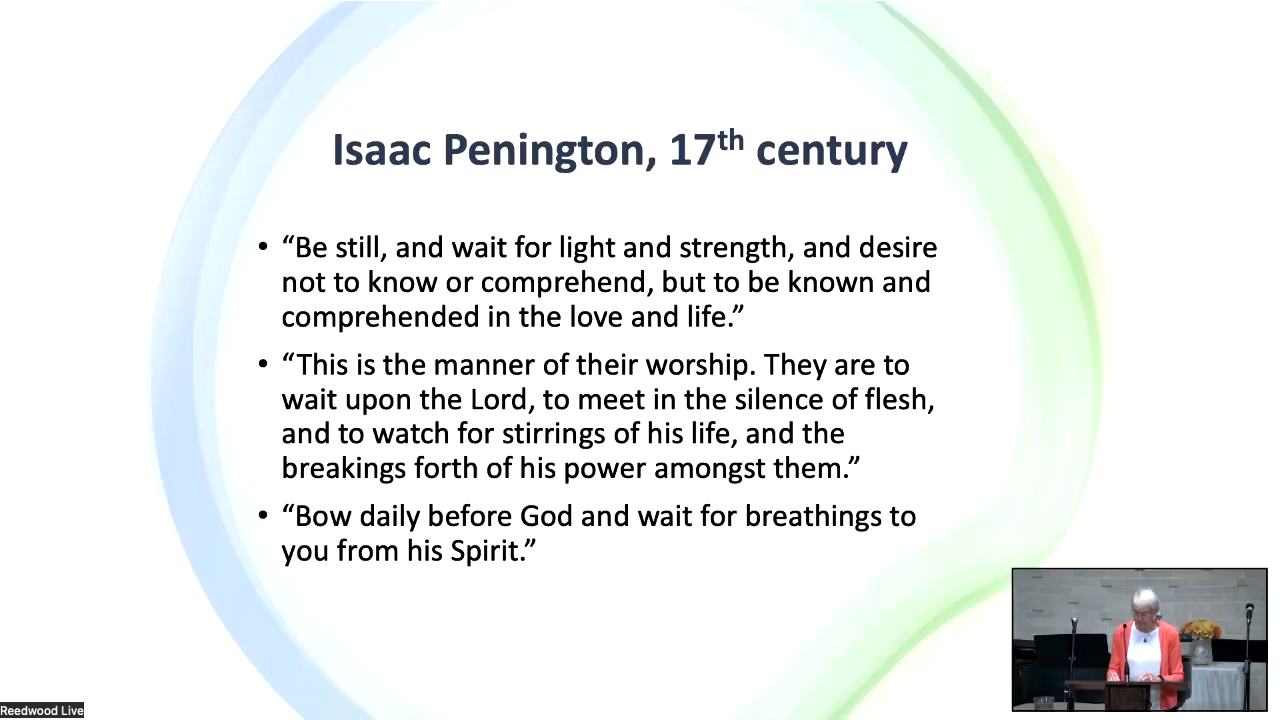 Isaac Penington, 17th century
• “Be still, and wait for light and strength, and desire
not to know or comprehend, but to be known and
comprehended in the love and life.”
• “This is the manner of their worship. They are to
wait upon the Lord, to meet in the silence of flesh,
and to watch for stirrings of his life, and the
breakings forth of his power amongst them.”
• “Bow daily before God and wait for breathings to
you from his Spirit.”
Reedwood Live